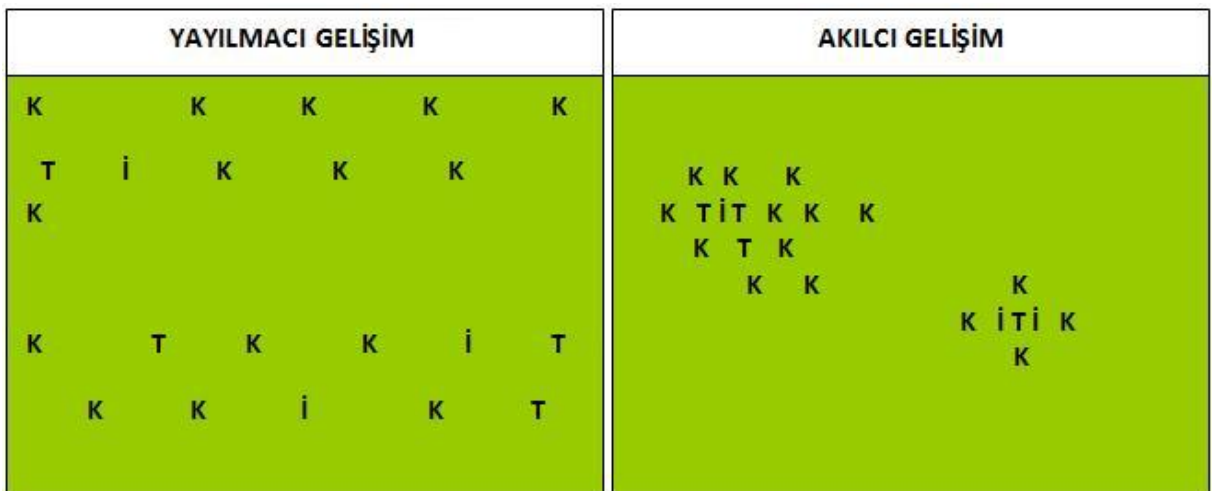 YAYILMACI GELİŞİM
K K K K K
T İ K K K
K
K T K K İ T
K K İ K T
AKILCI GELİŞİM
K K K
K T İ T K K K
K T K
K K
K
K İ T İ K
K